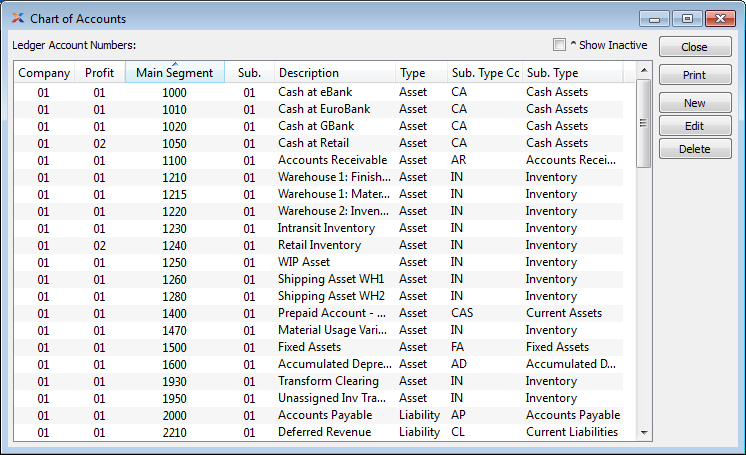 Chart of Accounts
Ledger Account Numbers: ^ Show Inactive Close
Print
New
Edit
Delete
Company Profit Main Segment Sub. Description Type Sub. Type Cc Sub. Type
01 01 1000 01 Cash at eBank Asset CA Cash Assets
01 01 1010 01 Cash at EuroBank Asset CA Cash Assets
01 01 1020 01 Cash at GBank Asset CA Cash Assets
01 02 1050 01 Cash at Retail Asset CA Cash Assets
01 01 1100 01 Accounts Receivable Asset AR Accounts Recei...
01 01 1210 01 Warehouse 1: Finish... Asset IN Inventory
01 01 1215 01 Warehouse 1: Mater... Asset IN Inventory
01 01 1220 01 Warehouse 2: Inven... Asset IN Inventory
01 01 1230 01 Intransit Inventory Asset IN Inventory
01 02 1240 01 Retail Inventory Asset IN Inventory
01 01 1250 01 WIP Asset Asset IN Inventory
01 01 1260 01 Shipping Asset WH1 Asset IN Inventory
01 01 1280 01 Shipping Asset WH2 Asset IN Inventory
01 01 1400 01 Prepaid Account - ... Asset CAS Current Assets
01 01 1470 01 Material Usage Vari... Asset IN Inventory
01 01 1500 01 Fixed Assets Asset FA Fixed Assets
01 01 1600 01 Accumulated Depre... Asset AD Accumulated D...
01 01 1930 01 Transform Clearing Asset IN Inventory
01 01 1950 01 Unassigned Inv Tra... Asset IN Inventory
01 01 2000 01 Accounts Payable Liability AP Accounts Payable
01 01 2210 01 Deferred Revenue Liability CL Current Liabilities